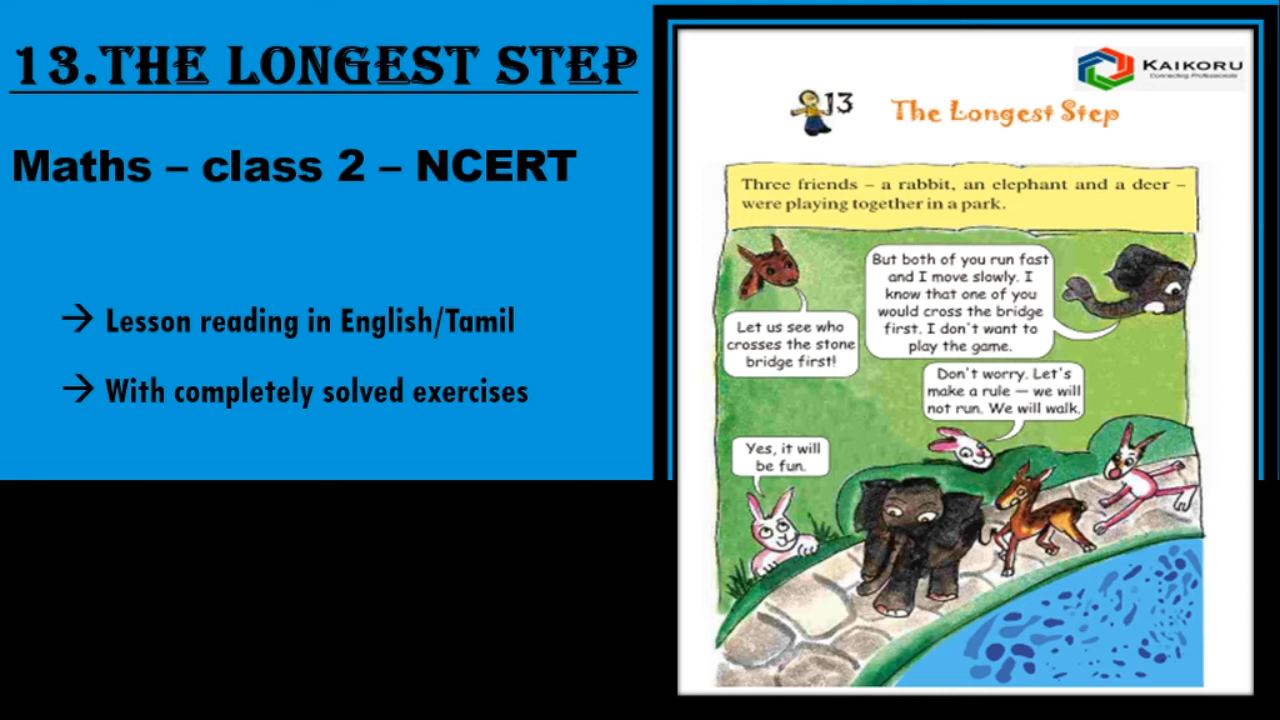 13.THE LONGEST STEP
Maths – class 2 – NCERT
→ Lesson reading in English/Tamil
→ With completely solved exercises
KAIKORU
Connecting Professionals
13
The Longest Step
Three friends – a rabbit, an elephant and a deer –
were playing together in a park.
Let us see who
crosses the stone
bridge first!
But both of you run fast
and I move slowly. I
know that one of you
would cross the bridge
first. I don't want to
play the game.
Don't worry. Let's
make a rule — we will
not run. We will walk.
Yes, it will
be fun.